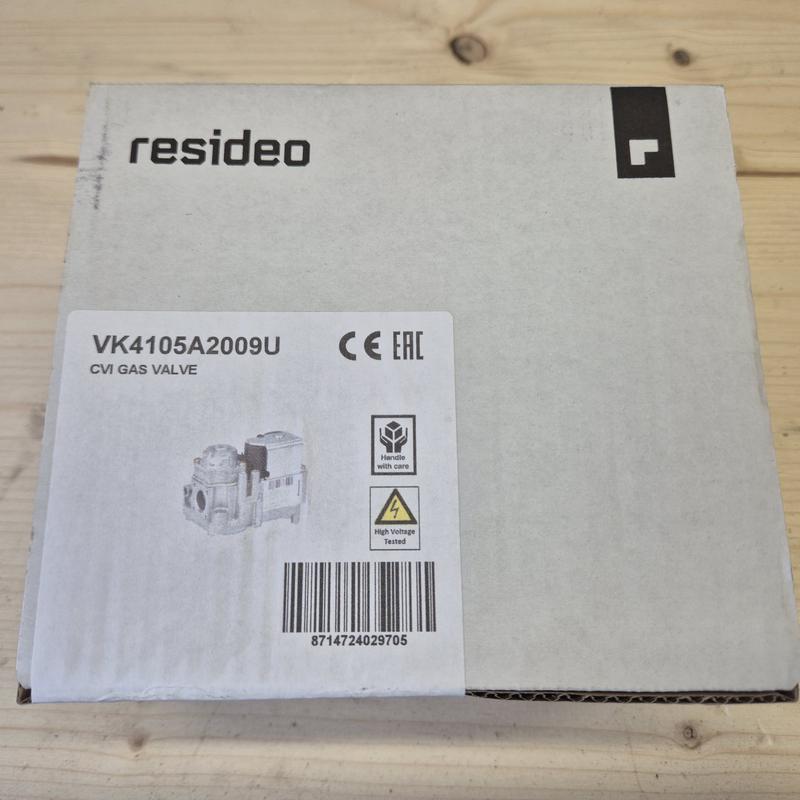 resideo
VK4105A2009U
CE EAC
CVI GAS VALVE
Handle
with care
High Voltage
Tested
8714724029705